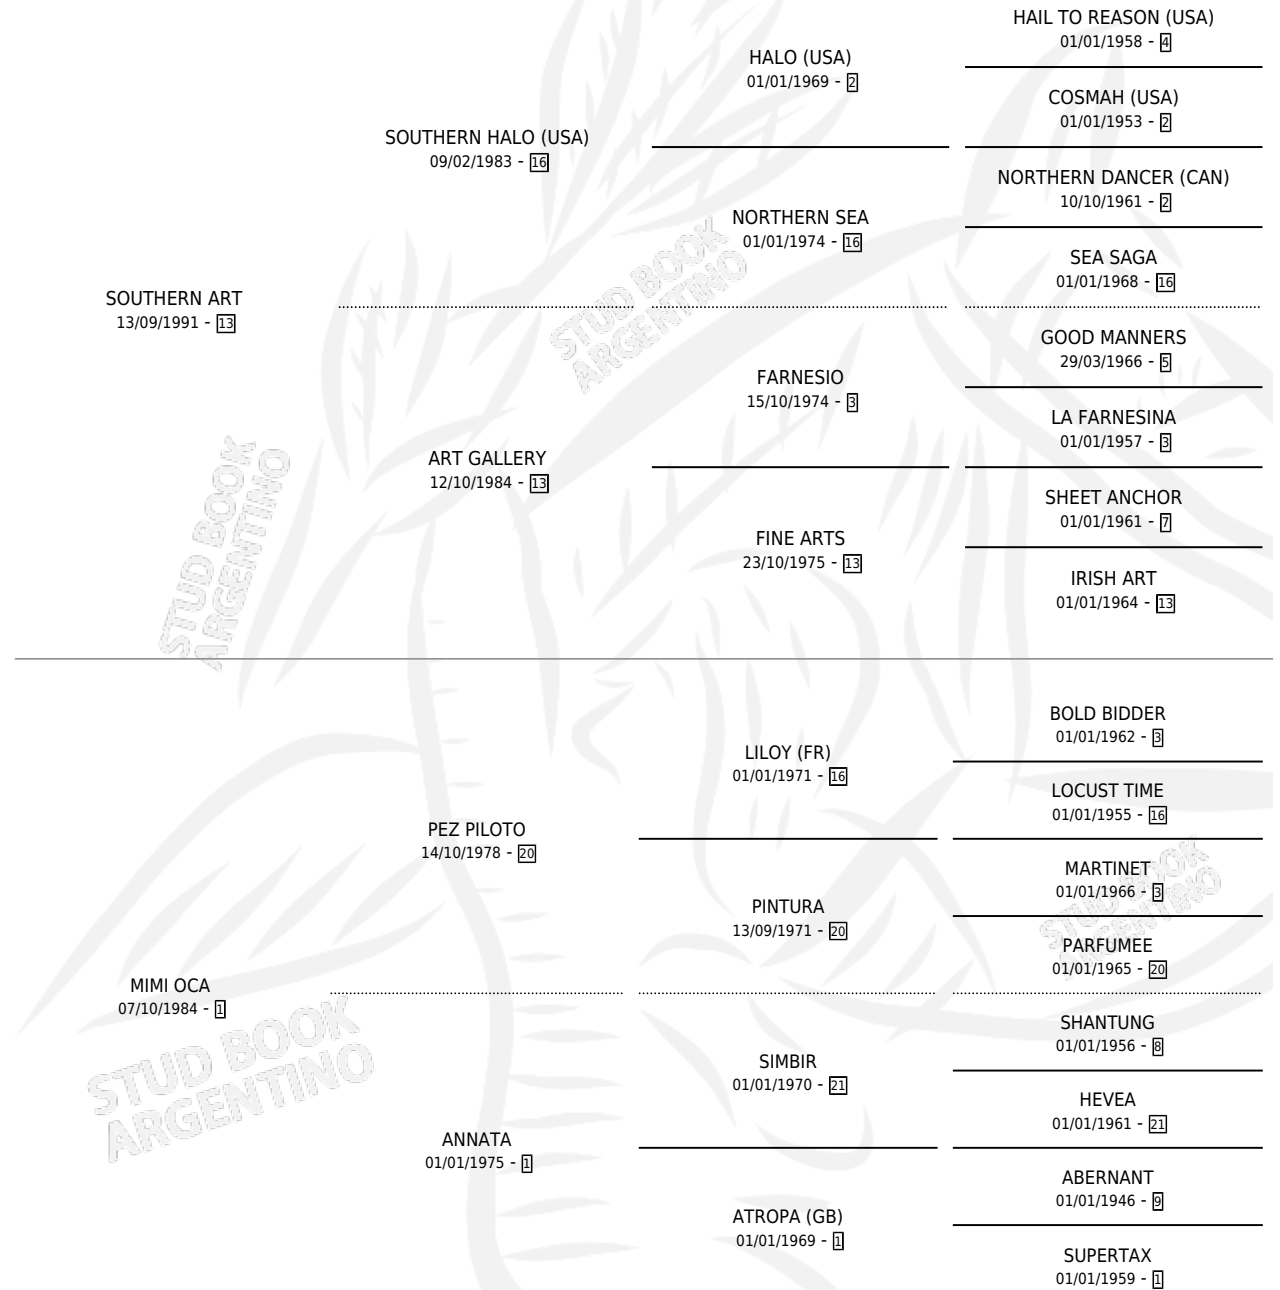 HAIL TO REASON (USA)
01/01/1958 - 4
HALO (USA)
01/01/1969 - 2
COSMAH (USA)
01/01/1953 - 2
SOUTHERN HALO (USA)
09/02/1983 - 16
NORTHERN DANCER (CAN)
10/10/1961 - 2
NORTHERN SEA
01/01/1974 - 16
SEA SAGA
01/01/1968 - 16
SOUTHERN ART
13/09/1991 - 13
STUD BOOK
ARGENTINO
GOOD MANNERS
29/03/1966 - 5
FARNESIO
15/10/1974 - 3
LA FARNESINA
01/01/1957 - 3
ART GALLERY
12/10/1984 - 13
SHEET ANCHOR
01/01/1961 - 7
FINE ARTS
23/10/1975 - 13
IRISH ART
01/01/1964 - 13
STUD BOOK
ARGENTINO
BOLD BIDDER
01/01/1962 - 3
LILOY (FR)
01/01/1971 - 16
LOCUST TIME
01/01/1955 - 16
PEZ PILOTO
14/10/1978 - 20
MARTINET
01/01/1966 - 3
PINTURA
13/09/1971 - 20
STUD BOOK
ARGENTINO
PARFUMEE
01/01/1965 - 20
MIMI OCA
07/10/1984 - 1
STUD BOOK
ARGENTINO
SHANTUNG
01/01/1956 - 8
SIMBIR
01/01/1970 - 21
HEVEA
01/01/1961 - 21
ANNATA
01/01/1975 - 1
ABERNANT
01/01/1946 - 9
ATROPA (GB)
01/01/1969 - 1
SUPERTAX
01/01/1959 - 1